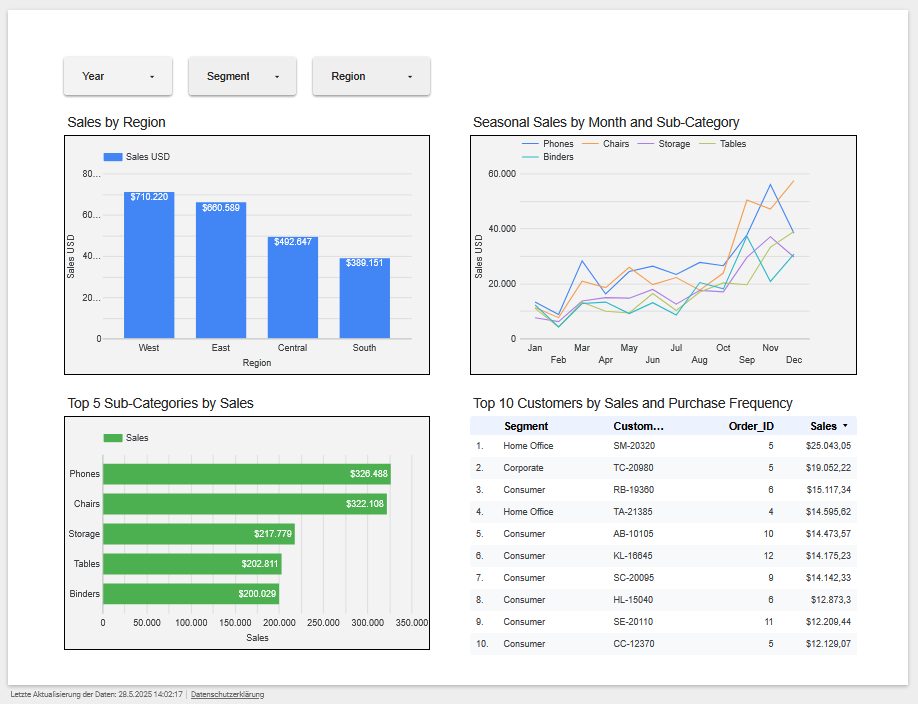 Year Segment Region
Sales by Region
Sales USD
80...
60...
40...
20...
0
Sales USD
$710.220
$660.589
$492.647
$389.151
West East Central South
Region
Seasonal Sales by Month and Sub-Category
Phones Chairs Storage Tables
Binders
60.000
40.000
20.000
0
Sales USD
Jan Mar May Jul Oct Nov
Feb Apr Jun Aug Sep Dec
Top 5 Sub-Categories by Sales
Sales
Phones $326.488
Chairs $322.108
Storage $217.779
Tables $202.811
Binders $200.029
0 50.000 100.000 150.000 200.000 250.000 300.000 350.000
Sales
Top 10 Customers by Sales and Purchase Frequency
Segment Custom... Order_ID Sales
1. Home Office SM-20320 5 $25.043,05
2. Corporate TC-20980 5 $19.052,22
3. Consumer RB-19360 6 $15.117,34
4. Home Office TA-21385 4 $14.595,62
5. Consumer AB-10105 10 $14.473,57
6. Consumer KL-16645 12 $14.175,23
7. Consumer SC-20095 9 $14.142,33
8. Consumer HL-15040 6 $12.873,3
9. Consumer SE-20110 11 $12.209,44
10. Consumer CC-12370 5 $12.129,07
Letzte Aktualisierung der Daten: 28.5.2025 14:02:17 | Datenschutzerklärung